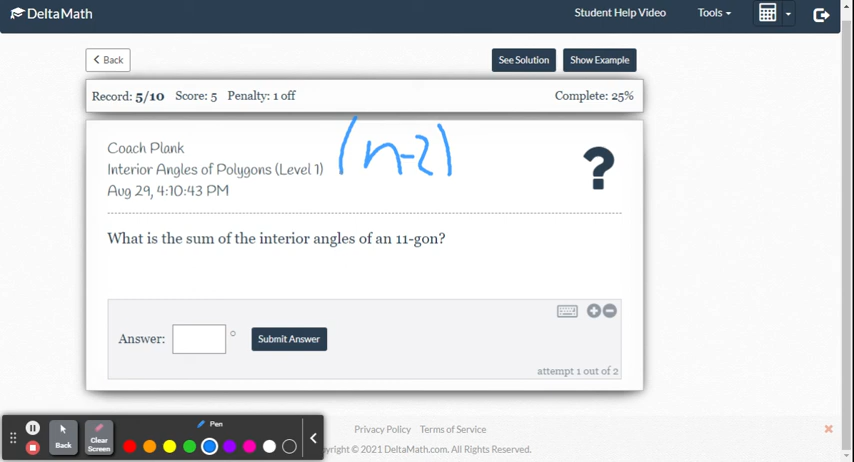 DeltaMath
Student Help Video
Tools
Back
See Solution
Show Example
Record: 5/10 Score: 5 Penalty: 1 off
Complete: 25%
Coach Plank
(n-2)
Interior Angles of Polygons (Level 1)
Aug 29, 4:10:43 PM
?
What is the sum of the interior angles of an 11-gon?
Answer: °
Submit Answer
attempt 1 out of 2
Pen
Back
Clear Screen
Privacy Policy Terms of Service
right © 2021 DeltaMath.com. All Rights Reserved.